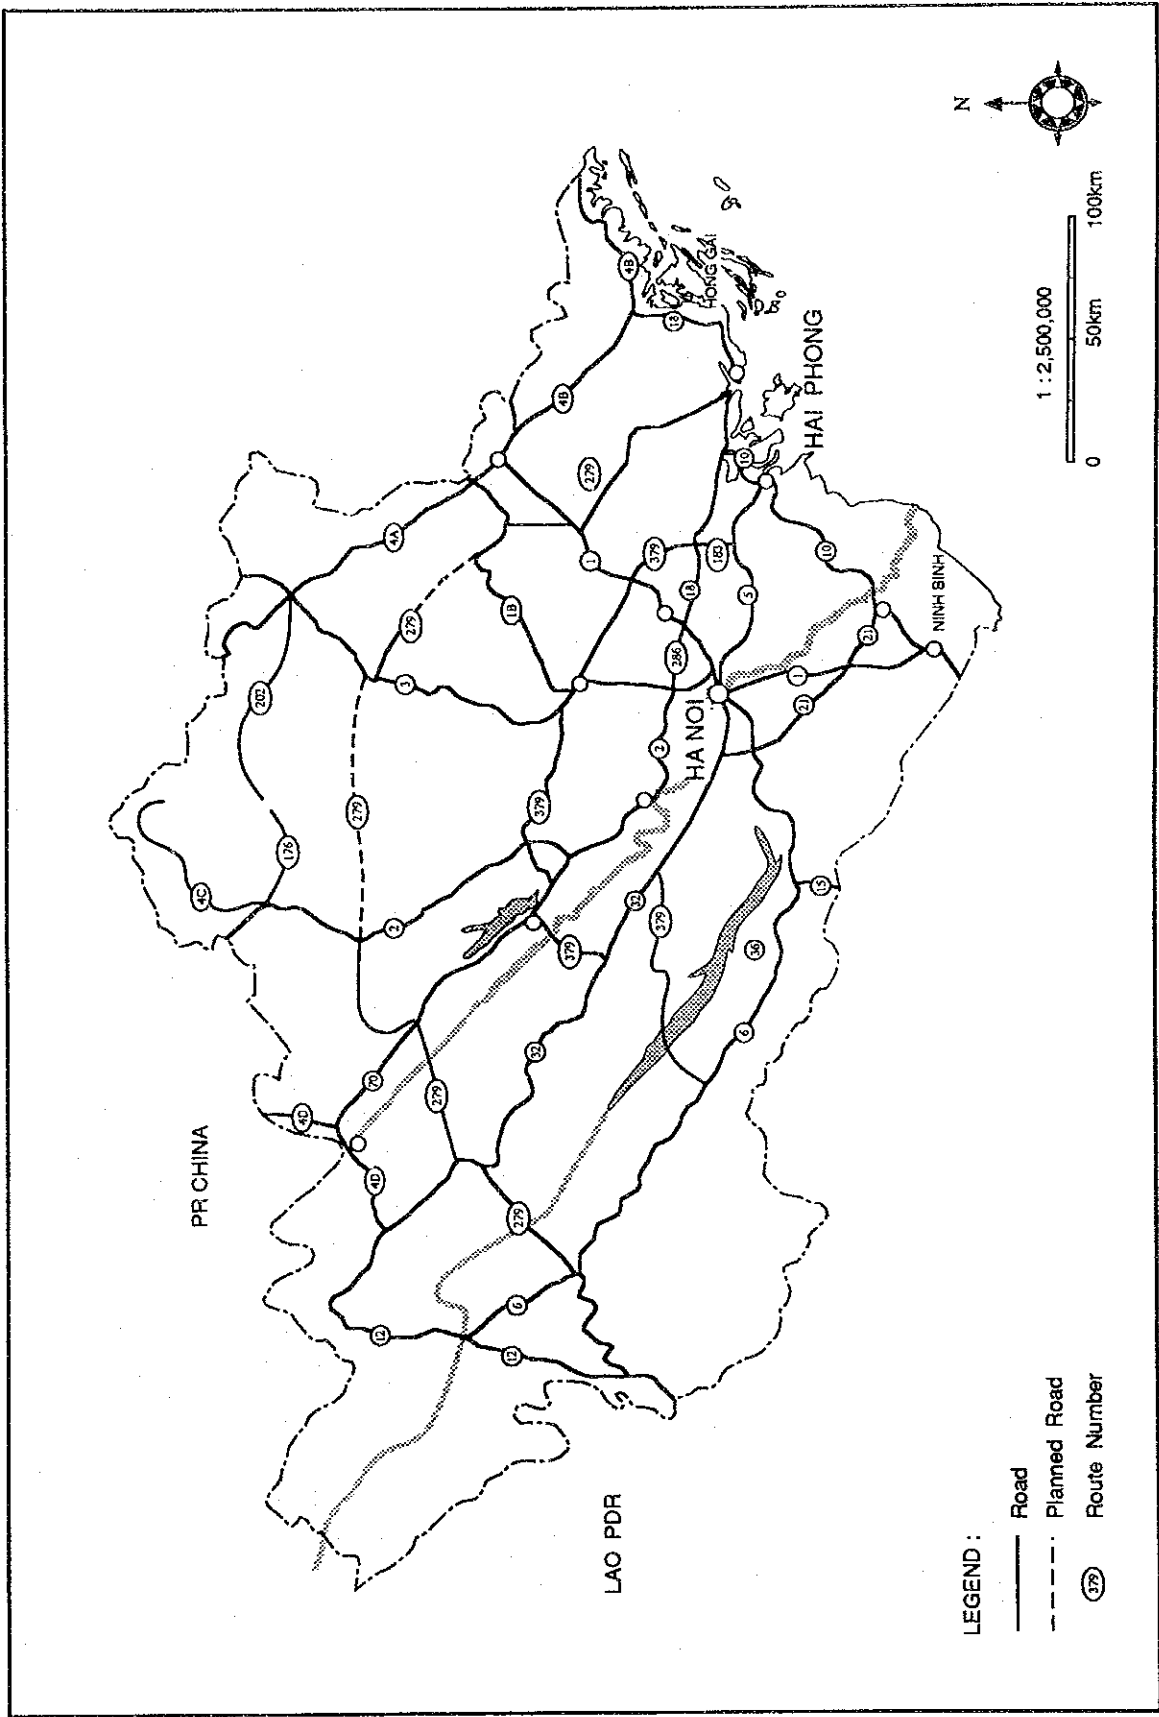 PR CHINA
LAO PDR
HA NOI
HAI PHONG
HONG GAI
NINH BINH
N
4C
202
176
4A
279
3
279
1B
1
279
4B
4B
18
2
379
2
286
379
18
183
5
10
10
21
1
21
4D
4D
70
279
32
379
32
379
36
15
6
279
6
12
12
1 : 2,500,000
0
50km
100km
LEGEND :
Road
Planned Road
379
Route Number